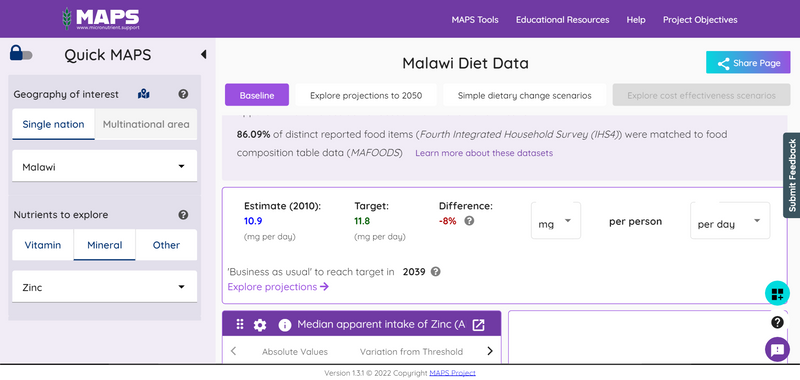 MAPS
www.micronutrient.support
MAPS Tools
Educational Resources
Help
Project Objectives
Quick MAPS
Geography of interest
Single nation
Multinational area
Malawi
Nutrients to explore
Vitamin
Mineral
Other
Zinc
Malawi Diet Data
Share Page
Baseline
Explore projections to 2050
Simple dietary change scenarios
Explore cost effectiveness scenarios
86.09% of distinct reported food items (Fourth Integrated Household Survey (IHS4)) were matched to food
composition table data (MAFOODS) Learn more about these datasets
Estimate (2010):
10.9
(mg per day)
Target:
11.8
(mg per day)
Difference:
-8%
mg
per person
per day
'Business as usual' to reach target in 2039
Explore projections
Median apparent intake of Zinc (A
Absolute Values
Variation from Threshold
Submit Feedback
Version 1.3.1 © 2022 Copyright MAPS Project